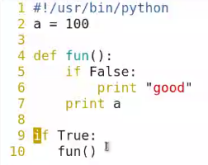 1 #!/usr/bin/python
2 a = 100
3
4 def fun():
5     if False:
6         print "good"
7     print a
8
9 if True:
10     fun()